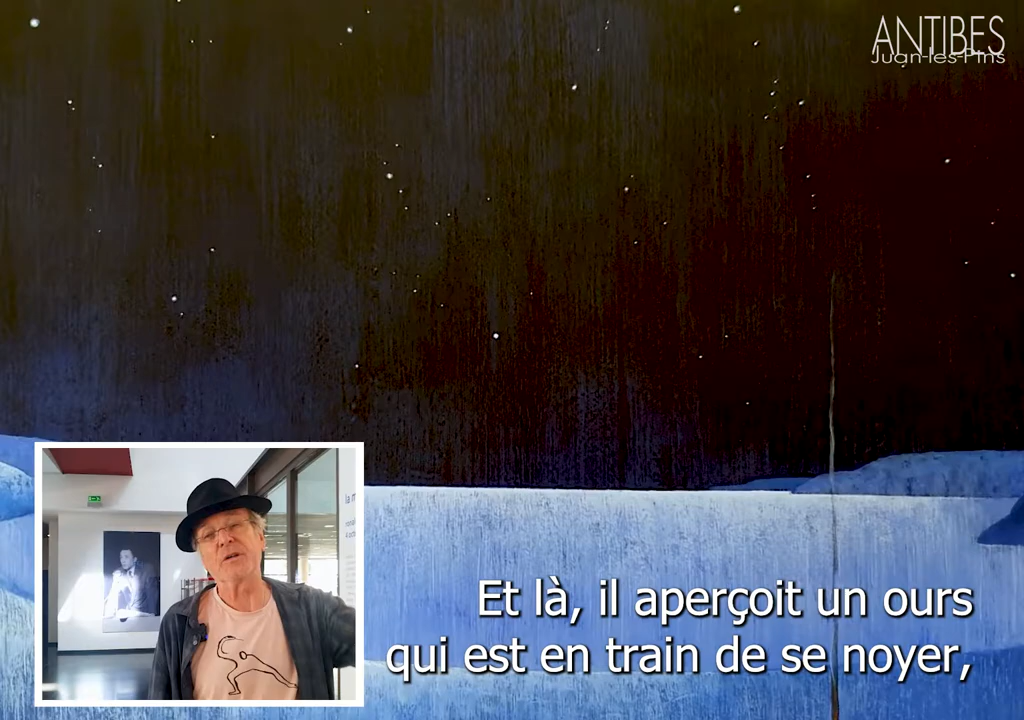 ANTIBES
Juan-les-Pins
Et là, il aperçoit un ours
qui est en train de se noyer,